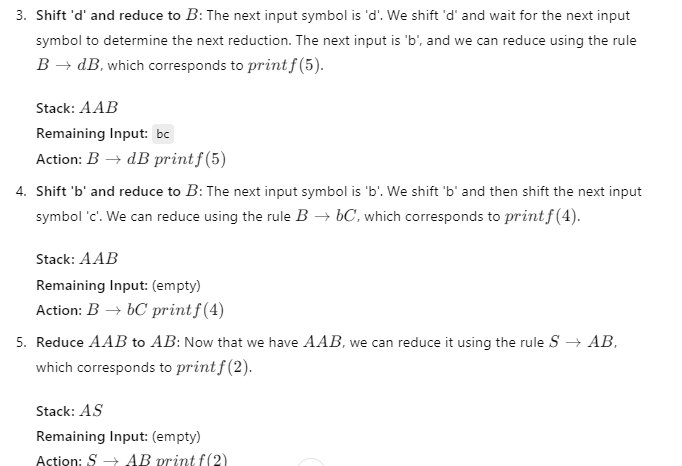 3. Shift 'd' and reduce to B: The next input symbol is 'd'. We shift 'd' and wait for the next input
symbol to determine the next reduction. The next input is 'b', and we can reduce using the rule
B → dB, which corresponds to printf(5).
Stack: AAB
Remaining Input: bc
Action: B → dB printf(5)
4. Shift 'b' and reduce to B: The next input symbol is 'b'. We shift 'b' and then shift the next input
symbol 'c'. We can reduce using the rule B → bC, which corresponds to printf(4).
Stack: AAB
Remaining Input: (empty)
Action: B → bC printf(4)
5. Reduce AAB to AB: Now that we have AAB, we can reduce it using the rule S → AB,
which corresponds to printf(2).
Stack: AS
Remaining Input: (empty)
Action: S → AB printf(2)